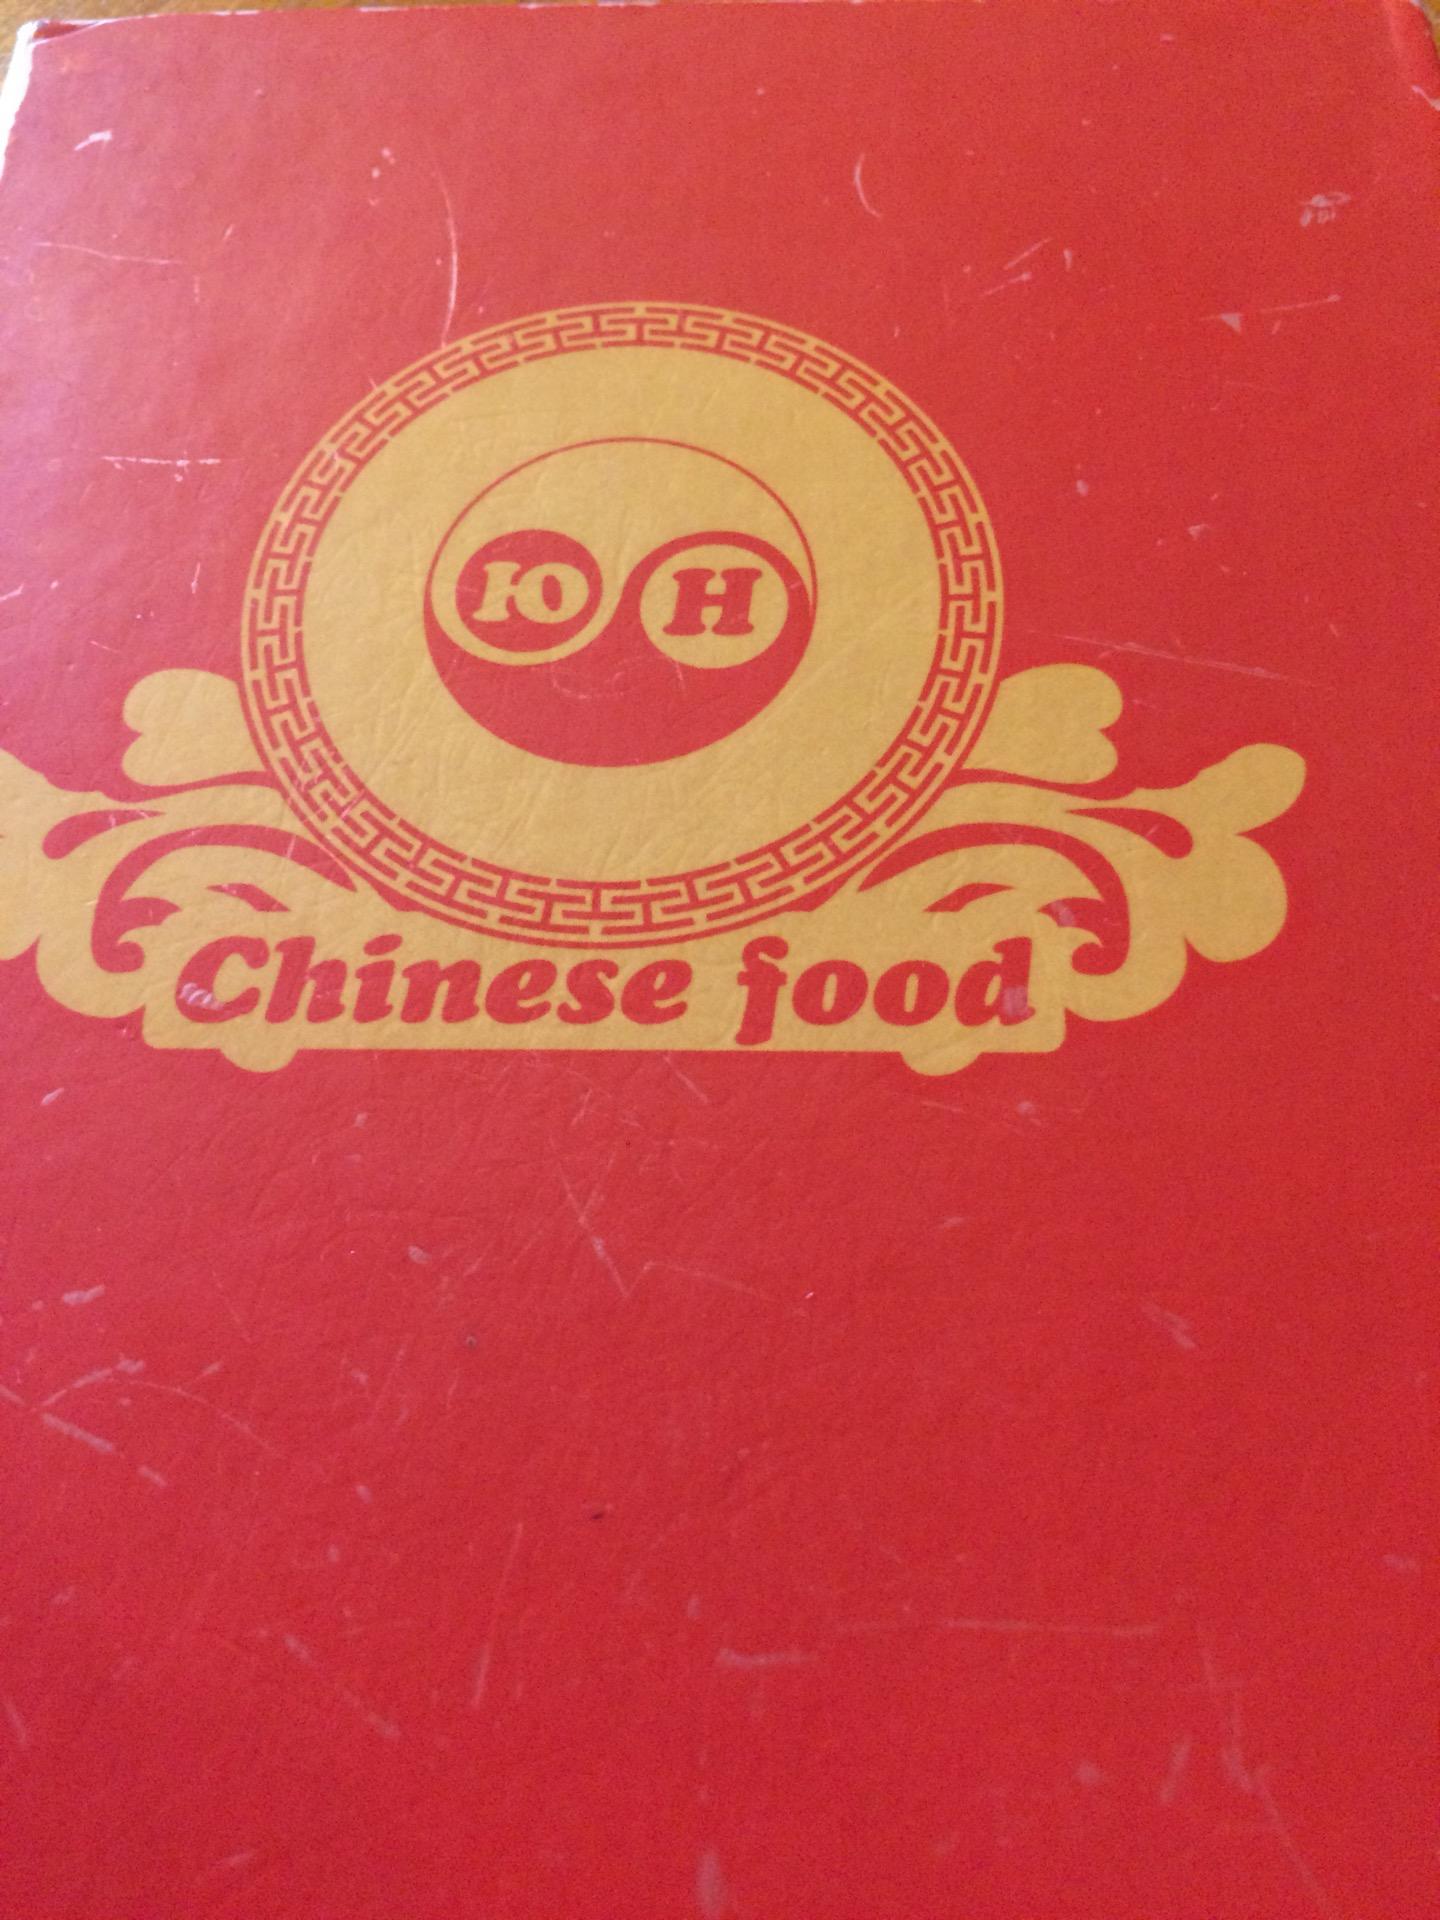 Ю Н
Chinese food